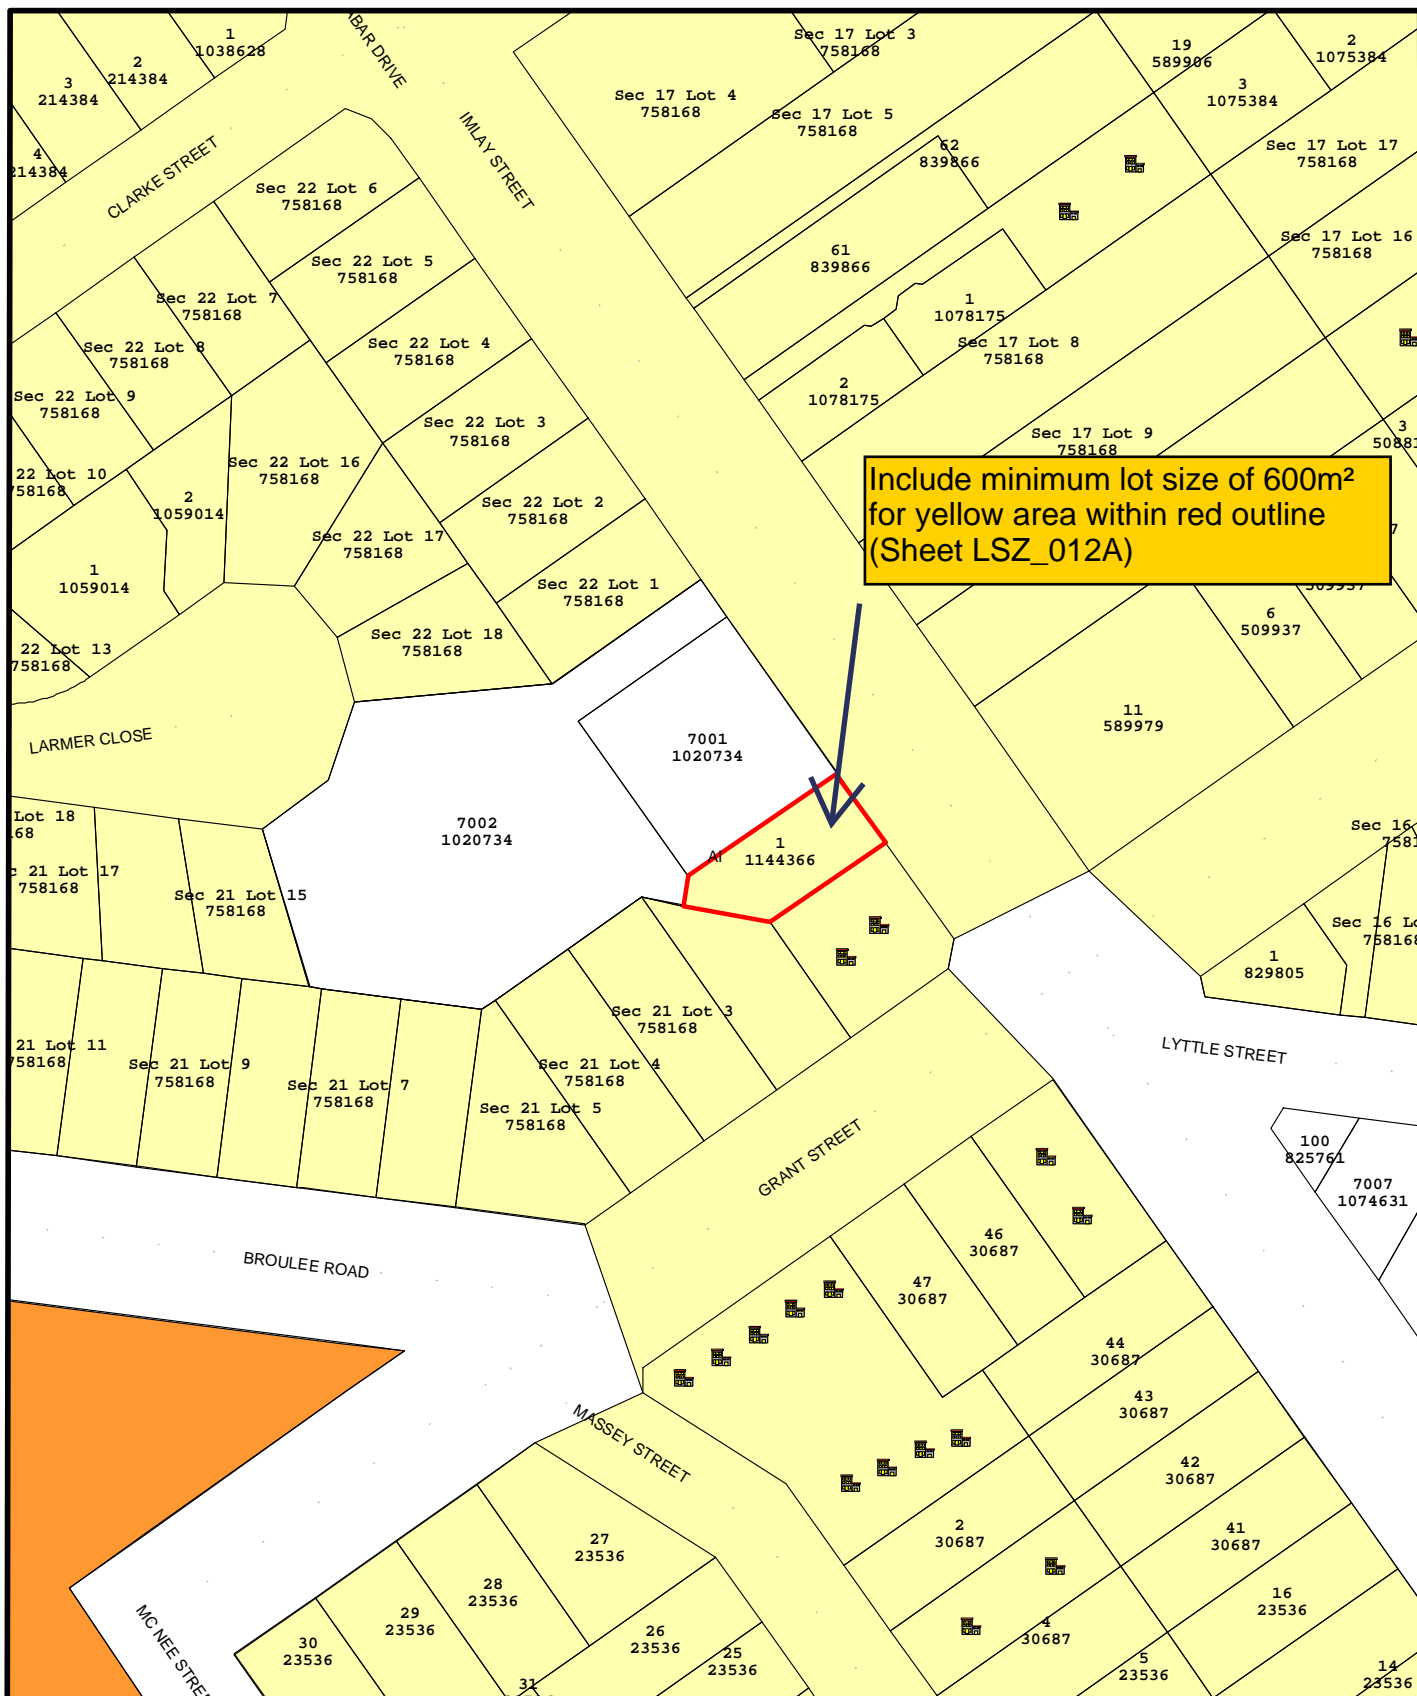 1
1038628
2
214384
3
214384
4
214384
CLARKE STREET
IMLAY STREET
Sec 17 Lot 3
758168
Sec 17 Lot 4
758168
Sec 17 Lot 5
758168
19
589906
2
1075384
3
1075384
Sec 17 Lot 17
758168
62
839866
Sec 22 Lot 6
758168
Sec 22 Lot 5
758168
61
839866
Sec 17 Lot 16
758168
Sec 22 Lot 7
758168
1
1078175
Sec 22 Lot 8
758168
Sec 22 Lot 4
758168
Sec 17 Lot 8
758168
Sec 22 Lot 9
758168
2
1078175
Sec 22 Lot 3
758168
Sec 17 Lot 9
758168
3
22 Lot 10
758168
Sec 22 Lot 16
758168
2
1059014
Include minimum lot size of 600m²
for yellow area within red outline
(Sheet LSZ_012A)
Sec 22 Lot 2
758168
Sec 22 Lot 17
758168
1
1059014
Sec 22 Lot 1
758168
509937
6
509937
22 Lot 13
758168
Sec 22 Lot 18
758168
LARMER CLOSE
7001
1020734
11
589979
Lot 18
7002
1020734
AI
1
1144366
Sec 16
Lot 17
758168
Sec 21 Lot 15
758168
Sec 16
758168
1
829805
Sec 21 Lot 3
758168
21 Lot 11
758168
Sec 21 Lot 9
758168
Sec 21 Lot 7
758168
Sec 21 Lot 4
758168
Sec 21 Lot 5
758168
LYTTLE STREET
GRANT STREET
100
825761
7007
1074631
BROULEE ROAD
46
30687
47
30687
44
30687
43
30687
MASSEY STREET
42
30687
2
30687
41
30687
27
23536
28
23536
29
23536
30
23536
26
23536
25
23536
31
16
23536
4
30687
5
23536
14
23536
MC NEE